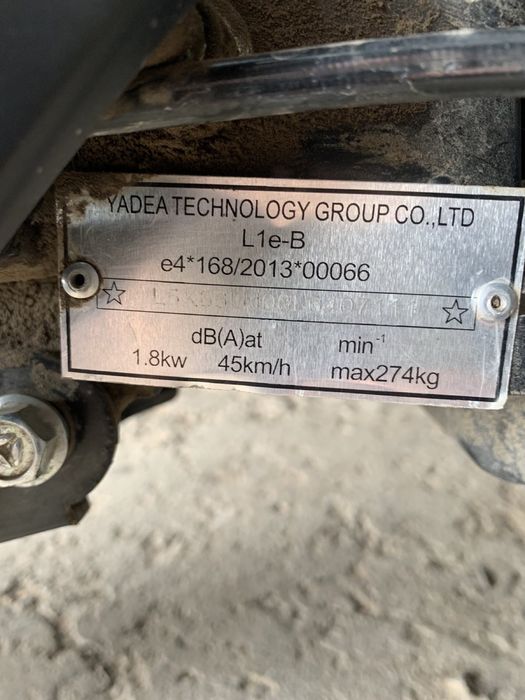 YADEA TECHNOLOGY GROUP CO.,LTD
L1e-B
e4*168/2013*00066
dB(A)at min⁻¹
1.8kw 45km/h max274kg